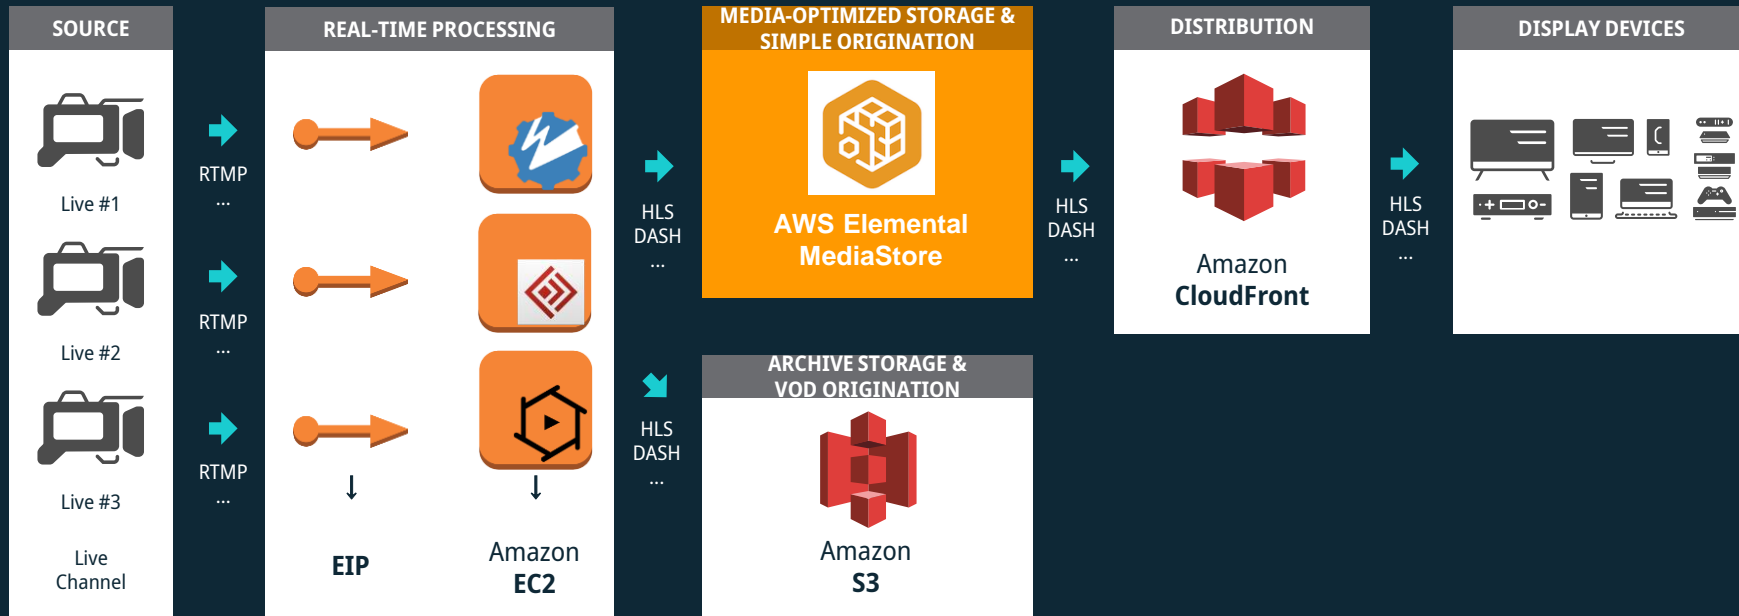 SOURCE
Live #1
Live #2
Live #3
Live
Channel
RTMP
...
RTMP
...
RTMP
...
REAL-TIME PROCESSING
EIP
Amazon
EC2
HLS
DASH
...
HLS
DASH
...
MEDIA-OPTIMIZED STORAGE &
SIMPLE ORIGINATION
AWS Elemental
MediaStore
ARCHIVE STORAGE &
VOD ORIGINATION
Amazon
S3
HLS
DASH
...
DISTRIBUTION
Amazon
CloudFront
HLS
DASH
...
DISPLAY DEVICES